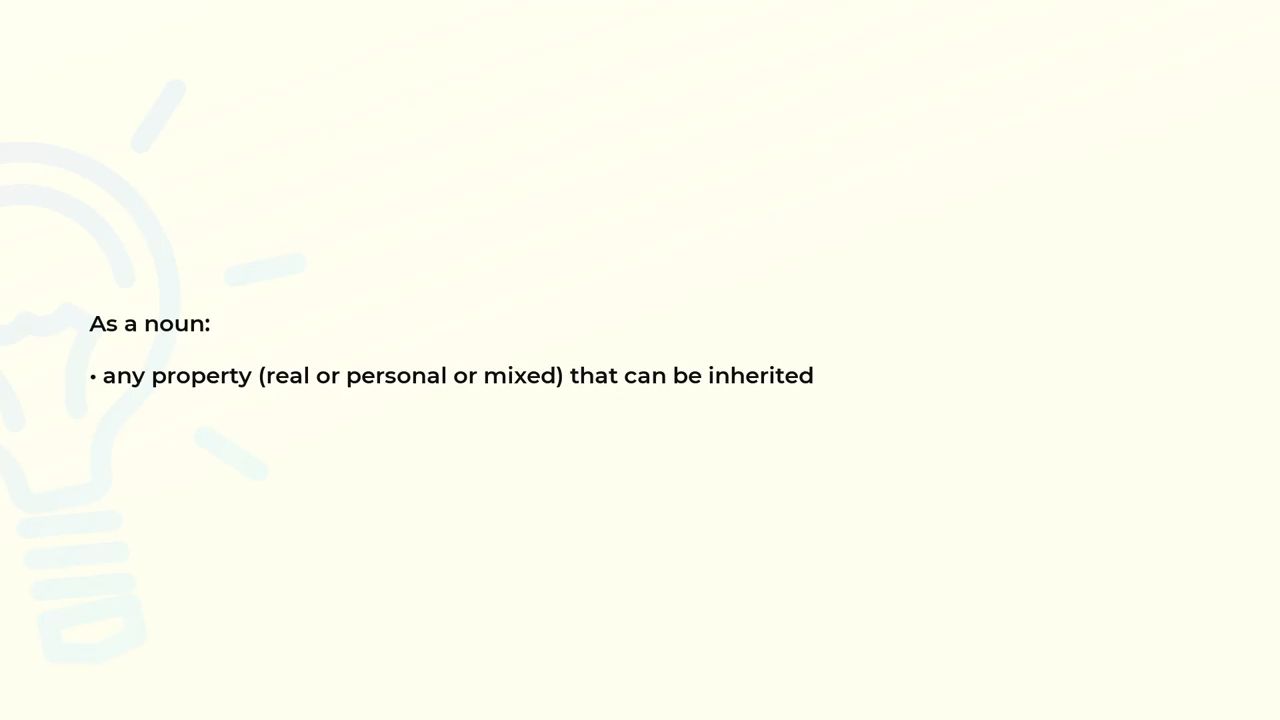 As a noun:
• any property (real or personal or mixed) that can be inherited